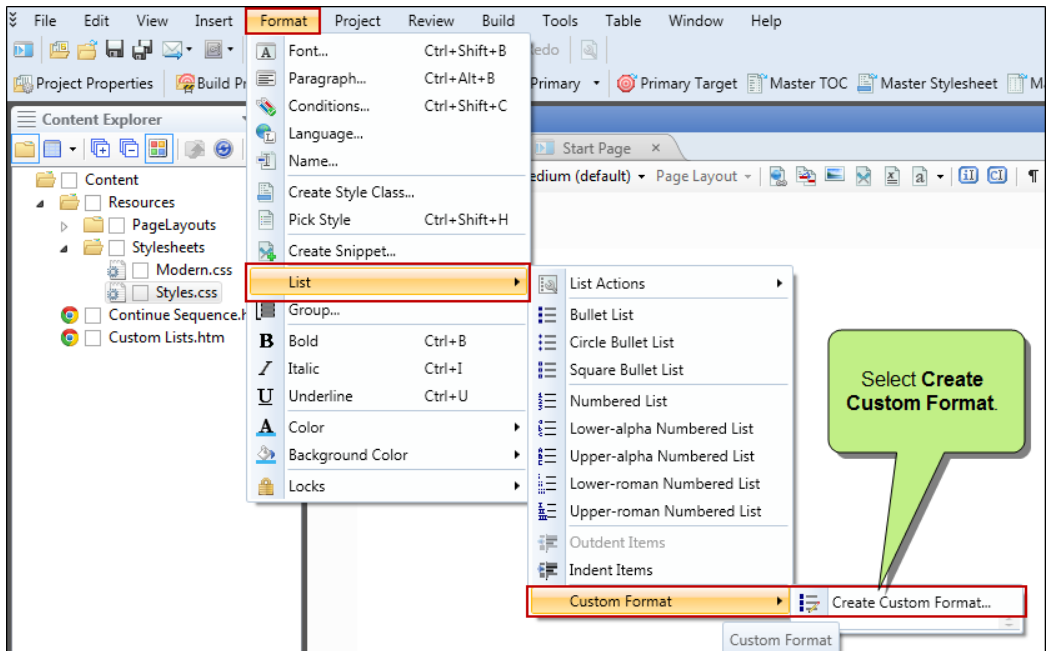 File Edit View Insert Format Project Review Build Tools Table Window Help
Project Properties Build Primary Primary Target Master TOC Master Stylesheet
Content Explorer
Start Page ×
(default) Page Layout
Content
Resources
PageLayouts
Stylesheets
Modern.css
Styles.css
Continue
Custom Lists.htm
Font... Ctrl+Shift+B
Paragraph... Ctrl+Alt+B
Conditions... Ctrl+Shift+C
Language...
Name...
Create Style Class...
Pick Style Ctrl+Shift+H
Create Snippet...
List
Group...
Bold Ctrl+B
Italic Ctrl+I
Underline Ctrl+U
Color
Background Color
Locks
List Actions
Bullet List
Circle Bullet List
Square Bullet List
Numbered List
Lower-alpha Numbered List
Upper-alpha Numbered List
Lower-roman Numbered List
Upper-roman Numbered List
Outdent Items
Indent Items
Custom Format
Create Custom Format...
Custom Format
Select Create
Custom Format.